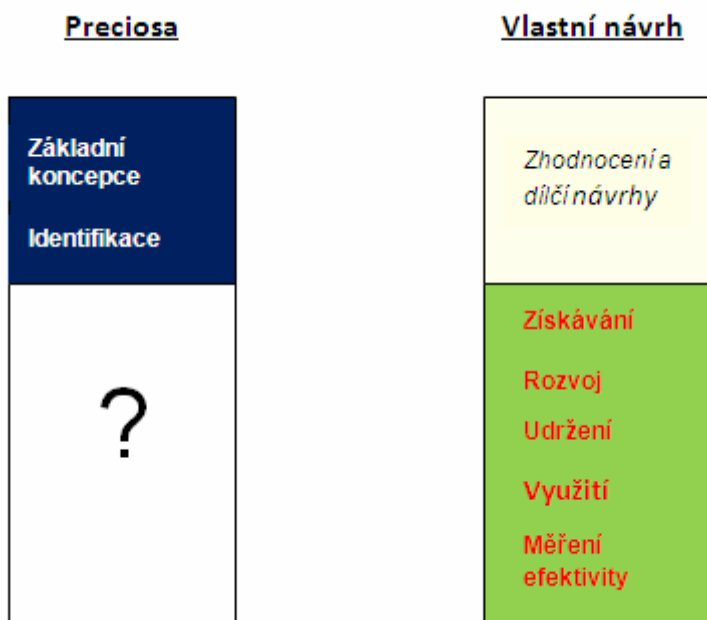 Preciosa
Základní
koncepce
Identifikace
?
Vlastní návrh
Zhodnocení a
dílčí návrhy
Získávání
Rozvoj
Udržení
Využití
Měření
efektivity